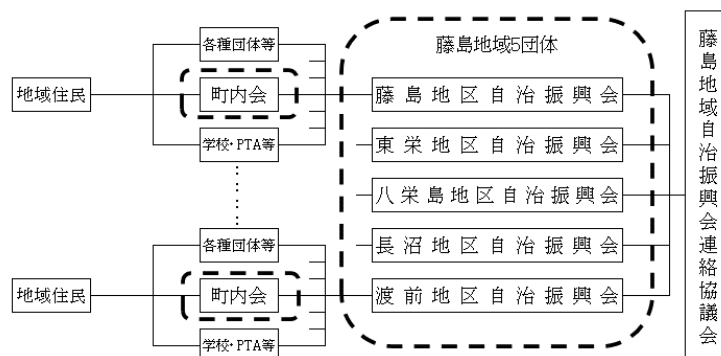 各種団体等
地域住民
町内会
学校・PTA等
各種団体等
地域住民
町内会
学校・PTA等
藤島地域5団体
藤島地区自治振興会
東栄地区自治振興会
八栄島地区自治振興会
長沼地区自治振興会
渡前地区自治振興会
藤島地域自治振興会連絡協議会